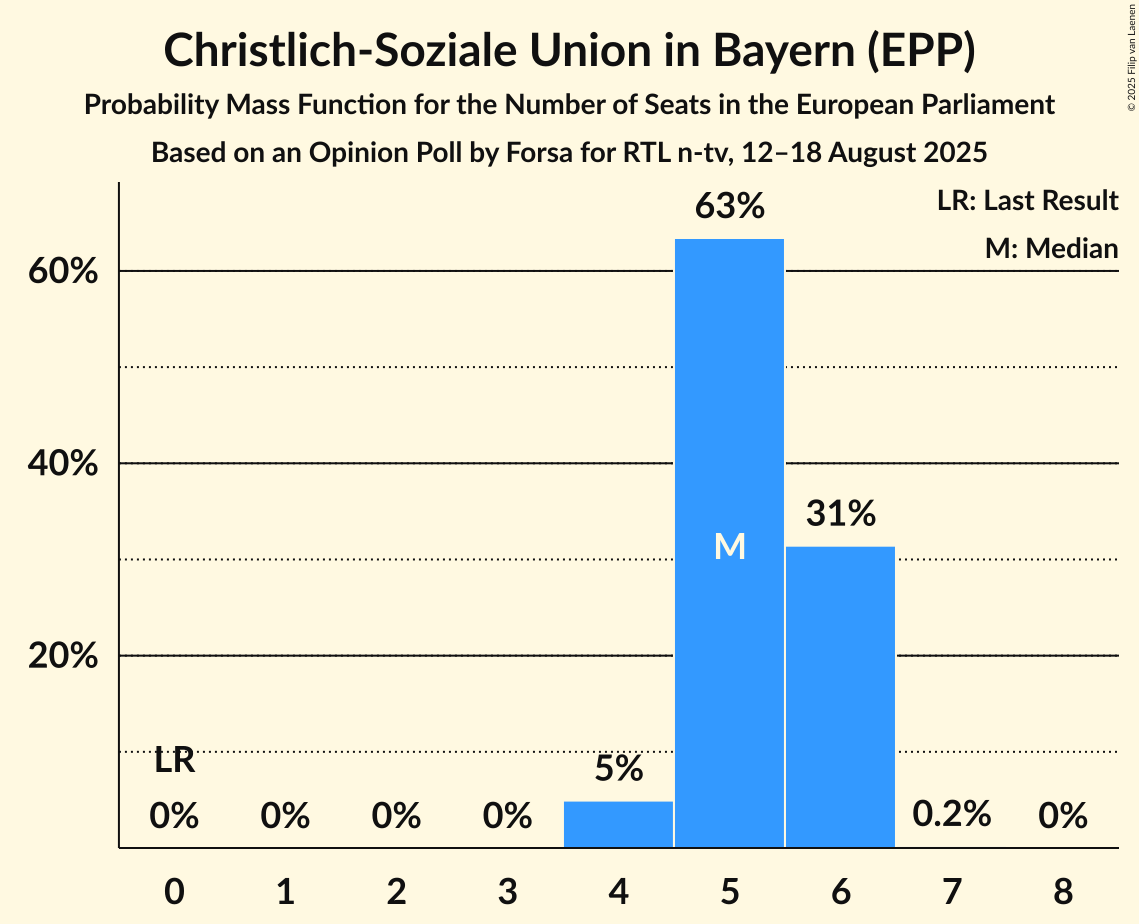 Christlich-Soziale Union in Bayern (EPP)
Probability Mass Function for the Number of Seats in the European Parliament
Based on an Opinion Poll by Forsa for RTL n-tv, 12–18 August 2025
© 2025 Filip van Laenen
LR: Last Result
M: Median
63%
60%
40%
31%
M
20%
LR
5%
0% 0% 0% 0% 0.2% 0%
0 1 2 3 4 5 6 7 8